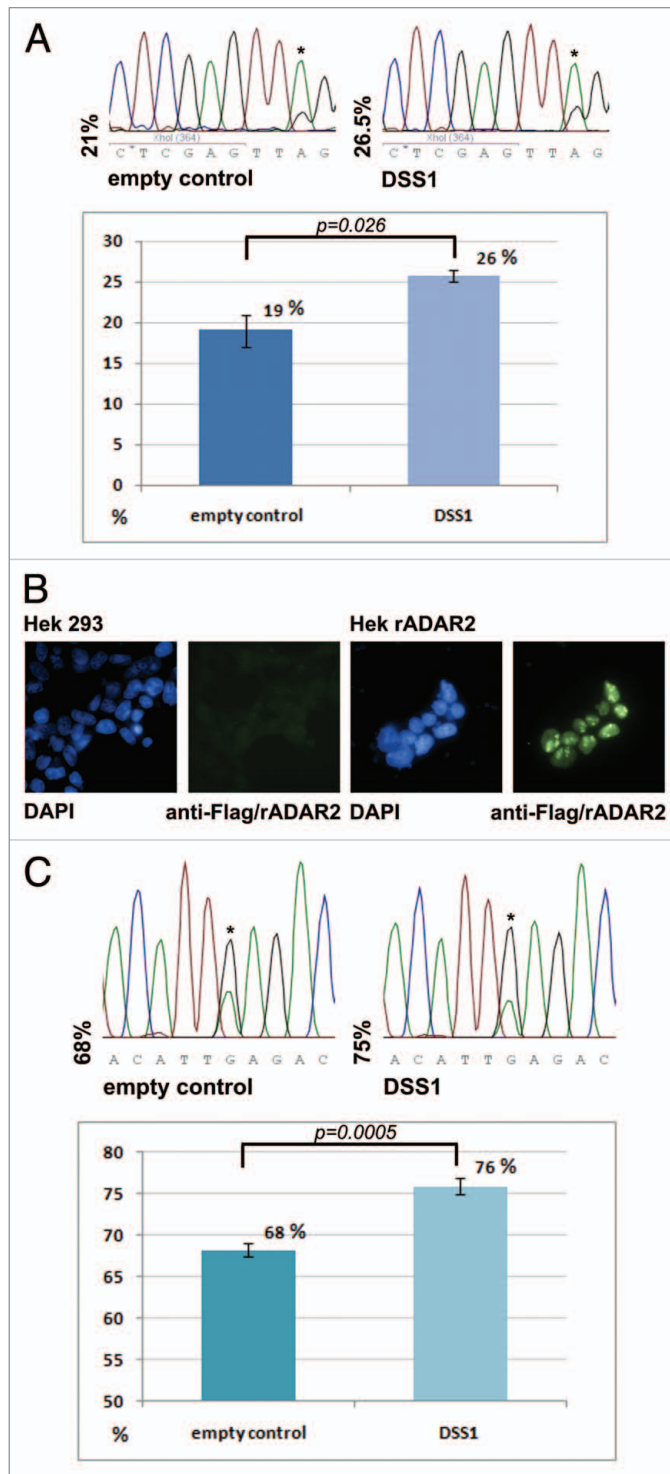 A
* *
21% 26.5%
XhoI (364) XhoI (364)
C T C G A G T T A G C T C G A G T T A G
empty control DSS1
p=0.026
30
26 %
25
19 %
20
15
10
5
0
% empty control DSS1
B
Hek 293 Hek rADAR2
DAPI anti-Flag/rADAR2 DAPI anti-Flag/rADAR2
C
* *
68% 75%
A C A T T G A G A C A C A T T G A G A C
empty control DSS1
p=0.0005
80
76 %
75
70
68 %
65
60
55
50
% empty control DSS1